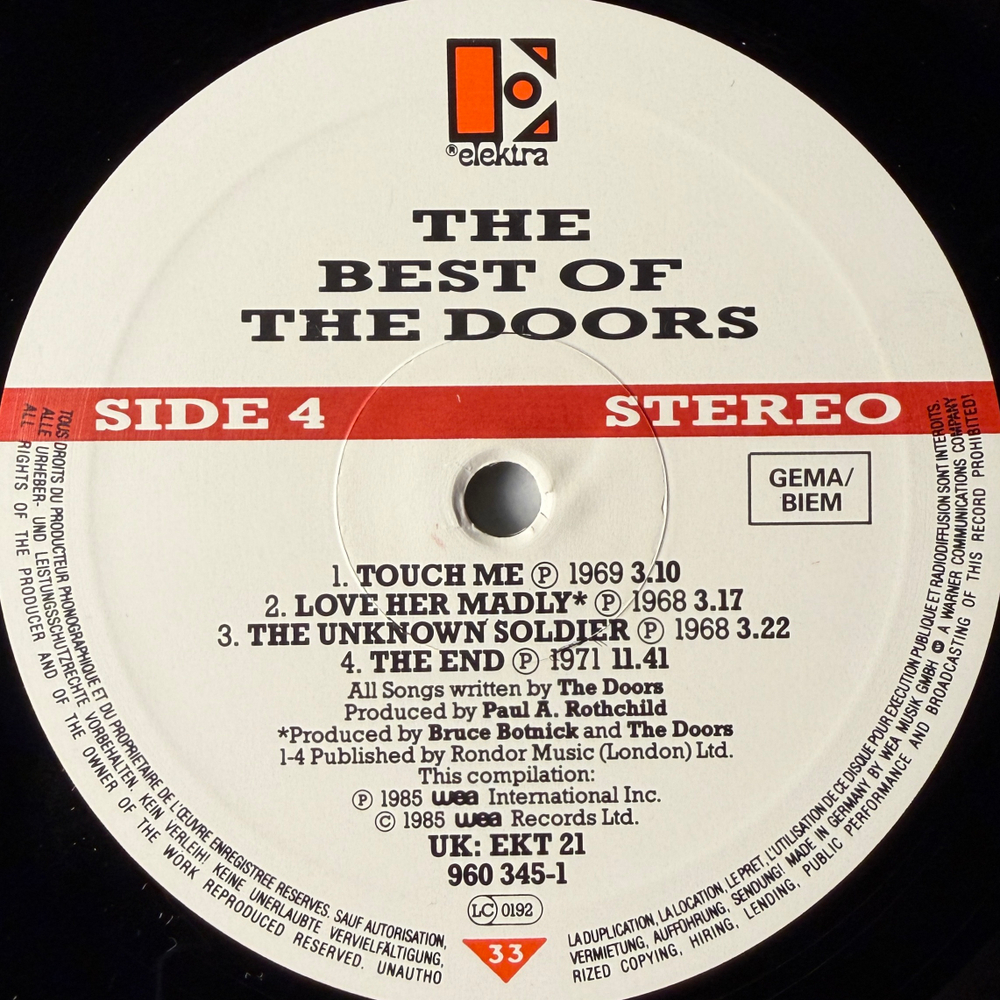 ®elektra
THE
BEST OF
THE DOORS
SIDE 4 STEREO
GEMA/
BIEM
1. TOUCH ME Ⓟ 1969 3.10
2. LOVE HER MADLY* Ⓟ 1968 3.17
3. THE UNKNOWN SOLDIER Ⓟ 1968 3.22
4. THE END Ⓟ 1971 11.41
All Songs written by The Doors
Produced by Paul A. Rothchild
*Produced by Bruce Botnick and The Doors
1-4 Published by Rondor Music (London) Ltd.
This compilation:
Ⓟ 1985 wea International Inc.
© 1985 wea Records Ltd.
UK: EKT 21
960 345-1
LC 0192
33
TOUS DROITS DU PRODUCTEUR PHONOGRAPHIQUE ET DU PROPRIETAIRE DE L'ŒUVRE ENREGISTREE RESERVES. SAUF AUTORISATION,
ALLE URHEBER- UND LEISTUNGSSCHUTZRECHTE VORBEHALTEN. KEIN VERLEIH! KEINE UNERLAUBTE VERVIELFÄLTIGUNG,
ALL RIGHTS OF THE PRODUCER AND OF THE OWNER OF THE WORK REPRODUCED RESERVED. UNAUTHO
LA DUPLICATION, LA LOCATION, LE PRET, L'UTILISATION DE CE DISQUE POUR EXECUTION PUBLIQUE ET RADIODIFFUSION SONT INTERDITS.
VERMIETUNG, AUFFÜHRUNG, SENDUNG! MADE IN GERMANY BY WEA MUSIK GMBH A WARNER COMMUNICATIONS COMPANY
RIZED COPYING, HIRING, LENDING, PUBLIC PERFORMANCE AND BROADCASTING OF THIS RECORD PROHIBITED!